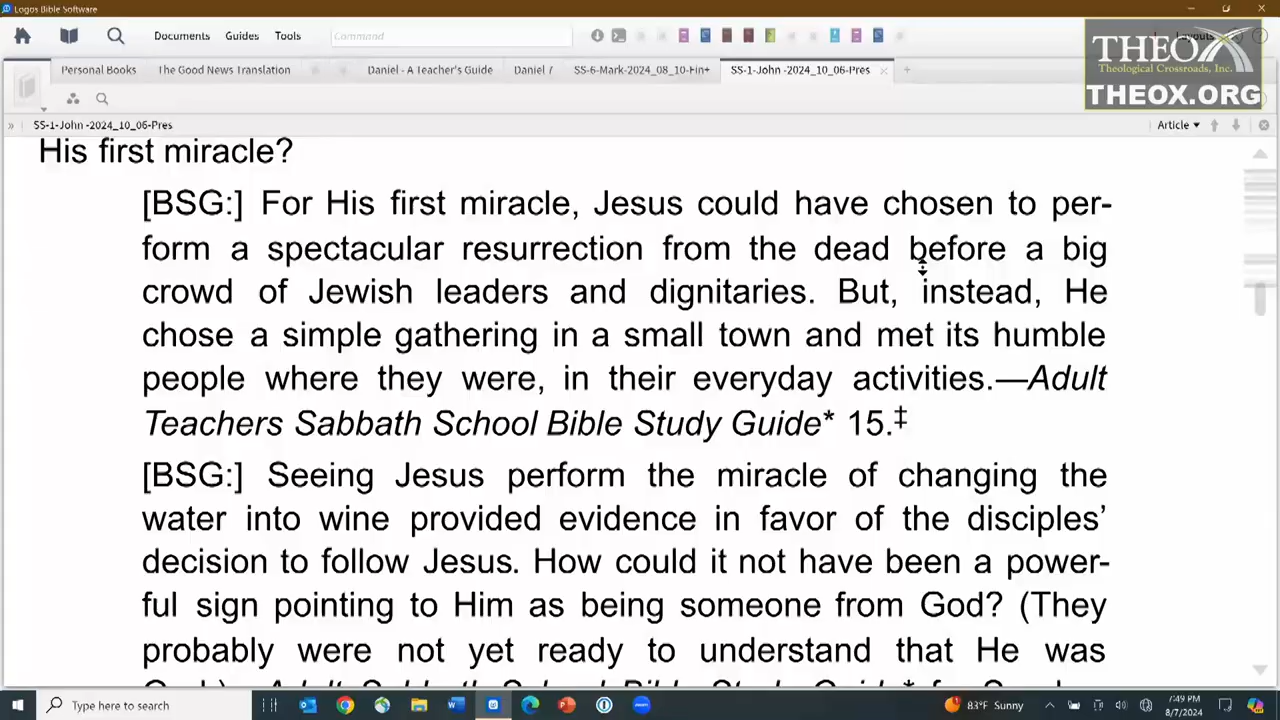 Logos Bible Software
Documents Guides Tools Command
THEOX
Theological Crossroads, Inc.
THEOX.ORG
Personal Books The Good News Translation Daniel 7 SS-6-Mark-2024_08_10-Fin+ SS-1-John -2024_10_06-Pres
SS-1-John -2024_10_06-Pres Article
His first miracle?
[BSG:] For His first miracle, Jesus could have chosen to per-
form a spectacular resurrection from the dead before a big
crowd of Jewish leaders and dignitaries. But, instead, He
chose a simple gathering in a small town and met its humble
people where they were, in their everyday activities.—Adult
Teachers Sabbath School Bible Study Guide* 15.‡
[BSG:] Seeing Jesus perform the miracle of changing the
water into wine provided evidence in favor of the disciples’
decision to follow Jesus. How could it not have been a power-
ful sign pointing to Him as being someone from God? (They
probably were not yet ready to understand that He was
Type here to search
83°F Sunny
7:49 PM
8/7/2024